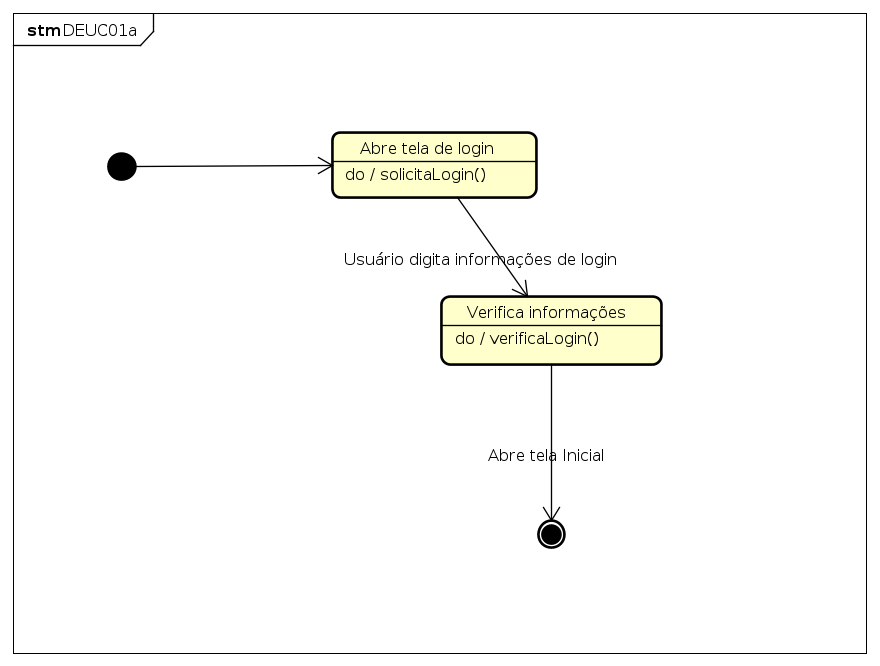 stm DEUC01a
Abre tela de login
do / solicitaLogin()
Usuário digita informações de login
Verifica informações
do / verificaLogin()
Abre tela Inicial